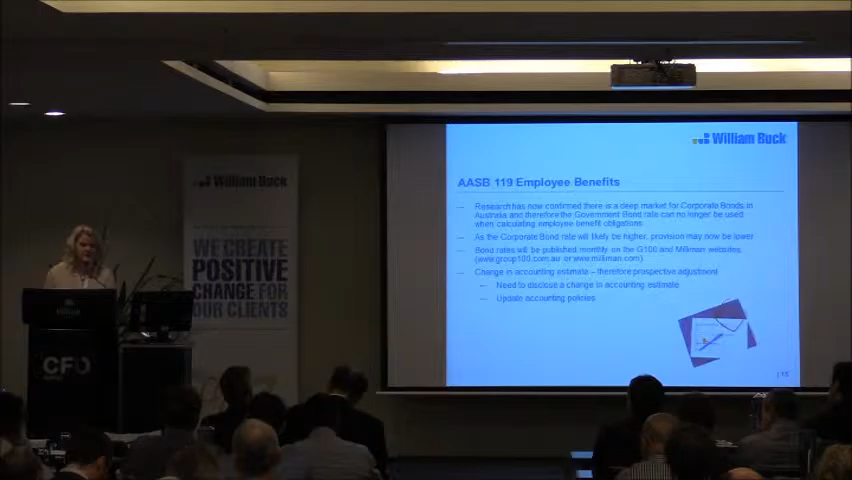 William Buck
AASB 119 Employee Benefits
— Research has now confirmed there is a deep market for Corporate Bonds in
Australia and therefore the Government Bond rate can no longer be used
when calculating employee benefit obligations
— As the Corporate Bond rate will likely be higher, provision may now be lower
— Bond rates will be published monthly on the G100 and Milliman websites
(www.group100.com.au or www.milliman.com)
— Change in accounting estimate – therefore prospective adjustment
— Need to disclose a change in accounting estimate
— Update accounting policies
| 15
William Buck
WE CREATE
POSITIVE
CHANGE FOR
OUR CLIENTS
CFO